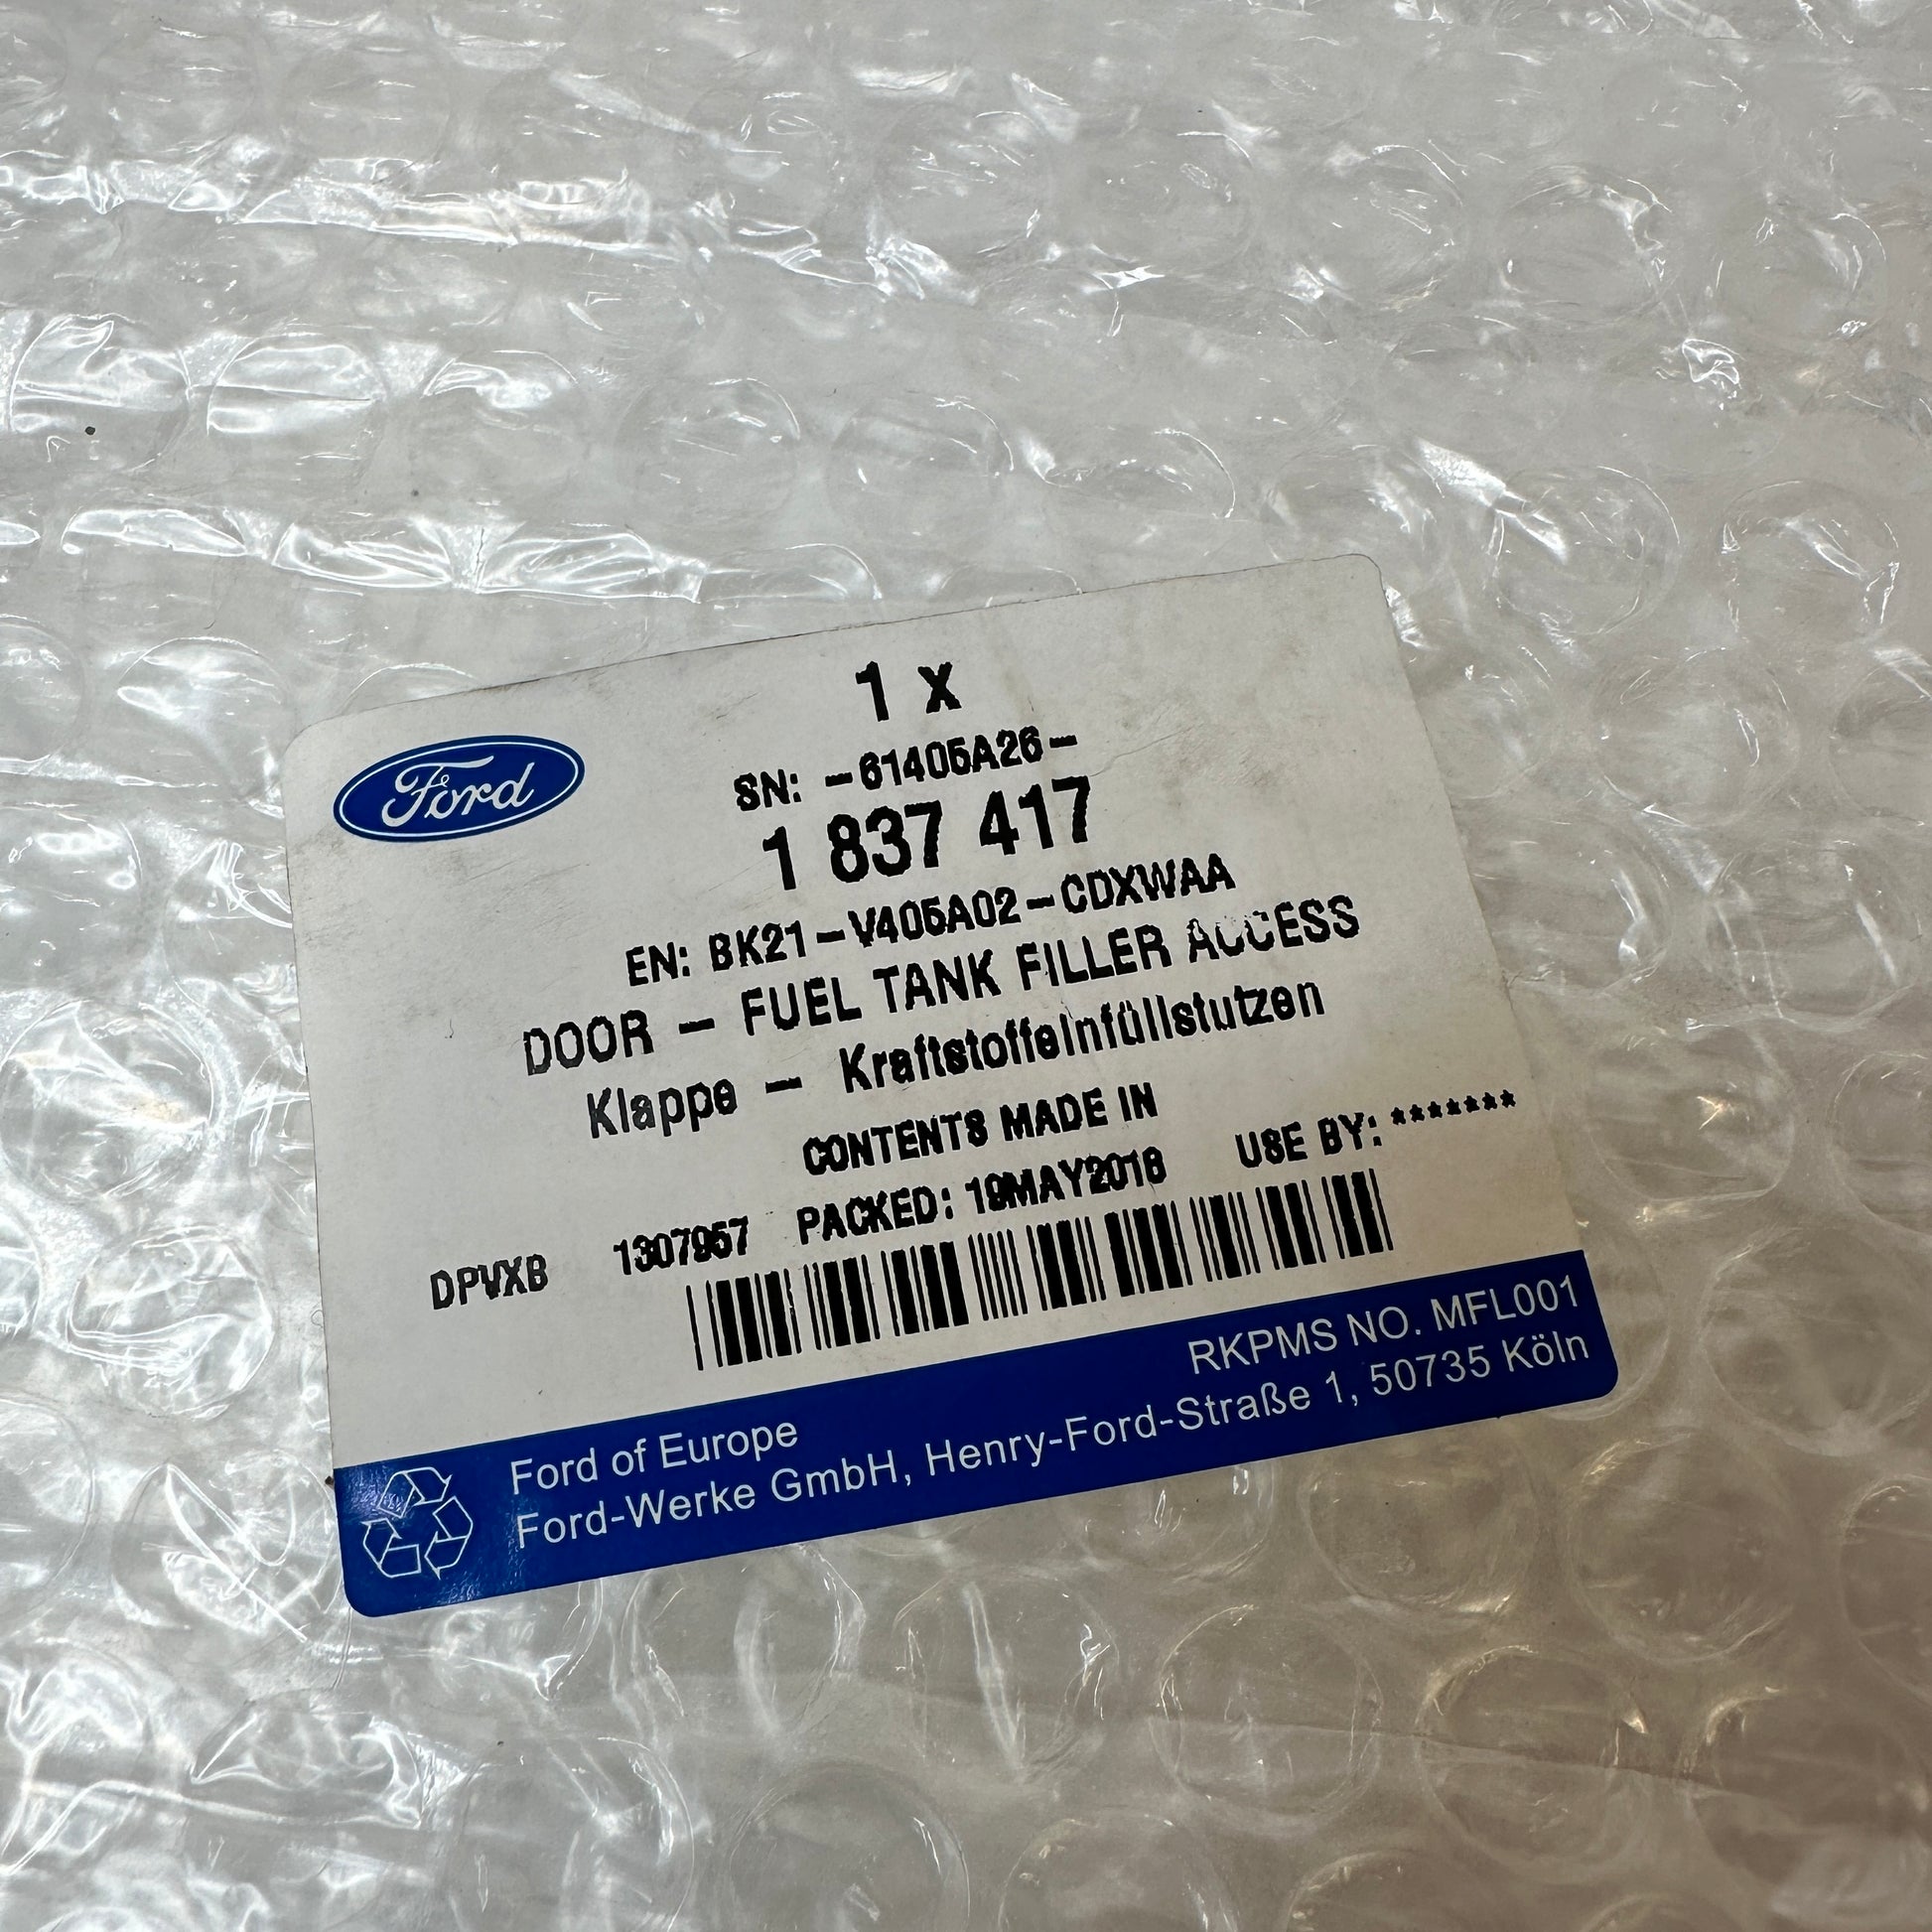 Ford
1 x
SN: -61405A26-
1 837 417
EN: BK21-V405A02-CDXWAA
DOOR - FUEL TANK FILLER ACCESS
Klappe - Kraftstoffeinfüllstutzen
CONTENTS MADE IN
DPVXB 1307957 PACKED: 19MAY2016 USE BY: *******
RKPMS NO. MFL001
Ford of Europe
Ford-Werke GmbH, Henry-Ford-Straße 1, 50735 Köln